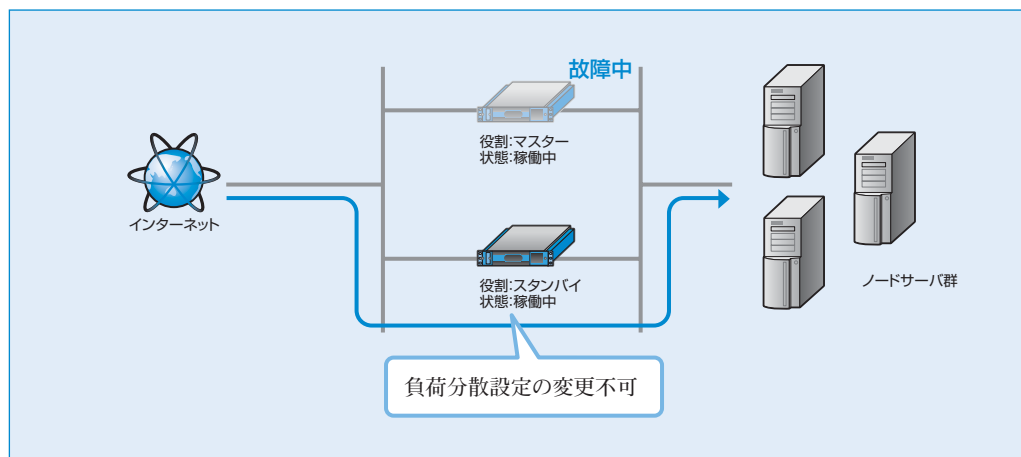 故障中
役割:マスター
状態:稼働中
インターネット
役割:スタンバイ
状態:稼働中
ノードサーバ群
負荷分散設定の変更不可